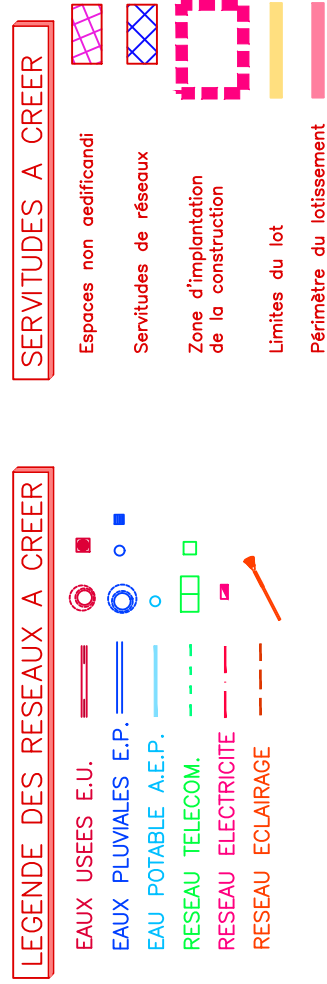 LEGENDE DES RESEAUX A CREER
EAUX USEES E.U.
EAUX PLUVIALES E.P.
EAU POTABLE A.E.P.
RESEAU TELECOM.
RESEAU ELECTRICITE
RESEAU ECLAIRAGE
SERVITUDES A CREER
Espaces non aedificandi
Servitudes de réseaux
Zone d'implantation
de la construction
Limites du lot
Périmètre du lotissement